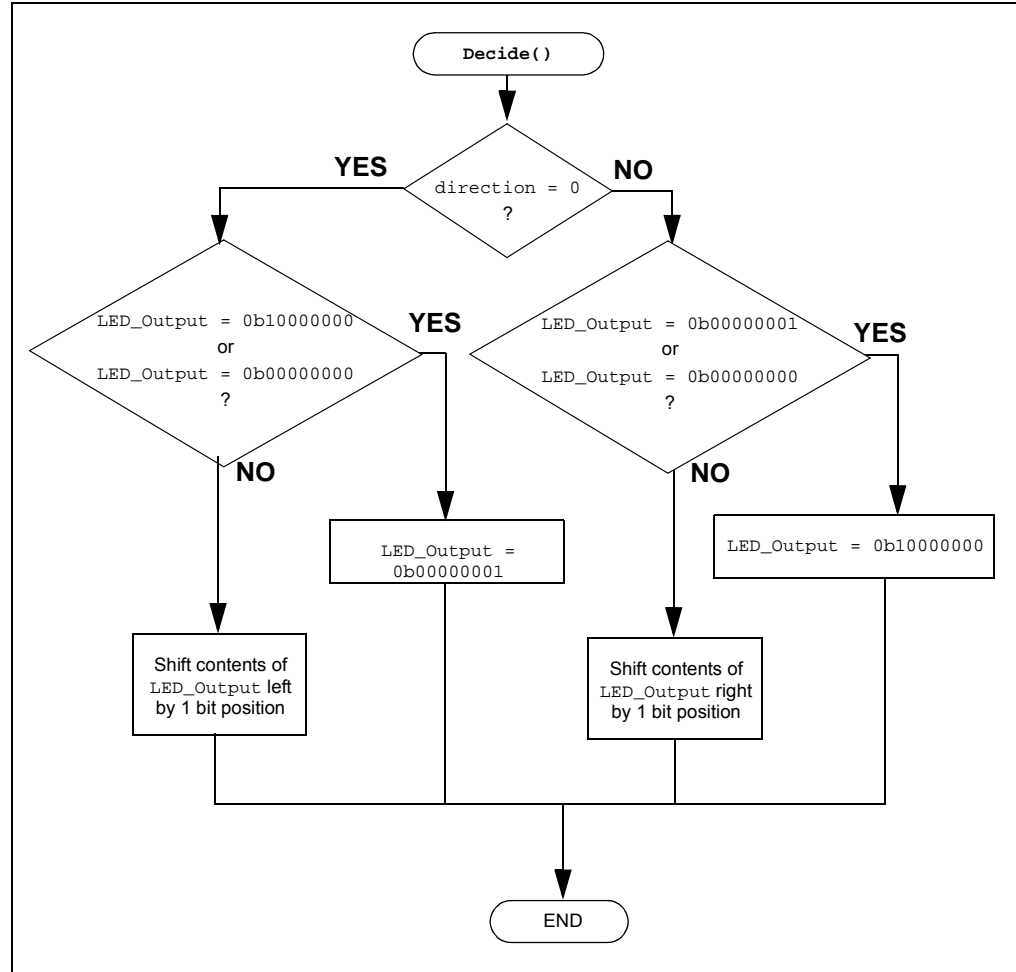 Decide()
YES
NO
direction = 0
?
LED_Output = 0b10000000
or
LED_Output = 0b00000000
?
YES
NO
LED_Output = 0b00000001
or
LED_Output = 0b00000000
?
YES
NO
LED_Output =
0b00000001
LED_Output = 0b10000000
Shift contents of
LED_Output left
by 1 bit position
Shift contents of
LED_Output right
by 1 bit position
END